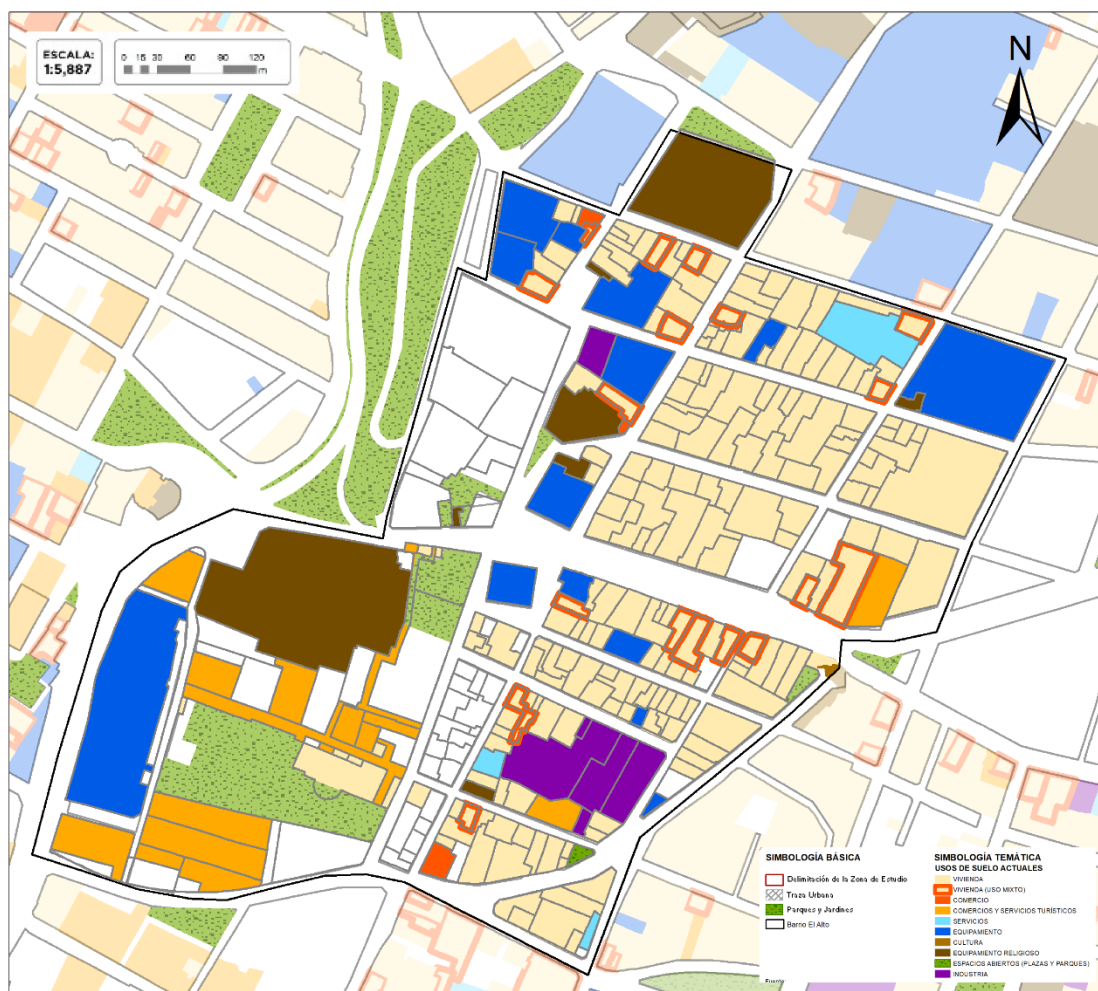 ESCALA:
1:5,887
0 15 30 60 90 120
m
N
SIMBOLOGÍA BÁSICA
Delimitación de la Zona de Estudio
Traza Urbana
Parques y Jardines
Barrio El Alto
Fuente
SIMBOLOGÍA TEMÁTICA
USOS DE SUELO ACTUALES
VIVIENDA
VIVIENDA (USO MIXTO)
COMERCIO
COMERCIOS Y SERVICIOS TURÍSTICOS
SERVICIOS
EQUIPAMIENTO
CULTURA
EQUIPAMIENTO RELIGIOSO
ESPACIOS ABIERTOS (PLAZAS Y PARQUES)
INDUSTRIA